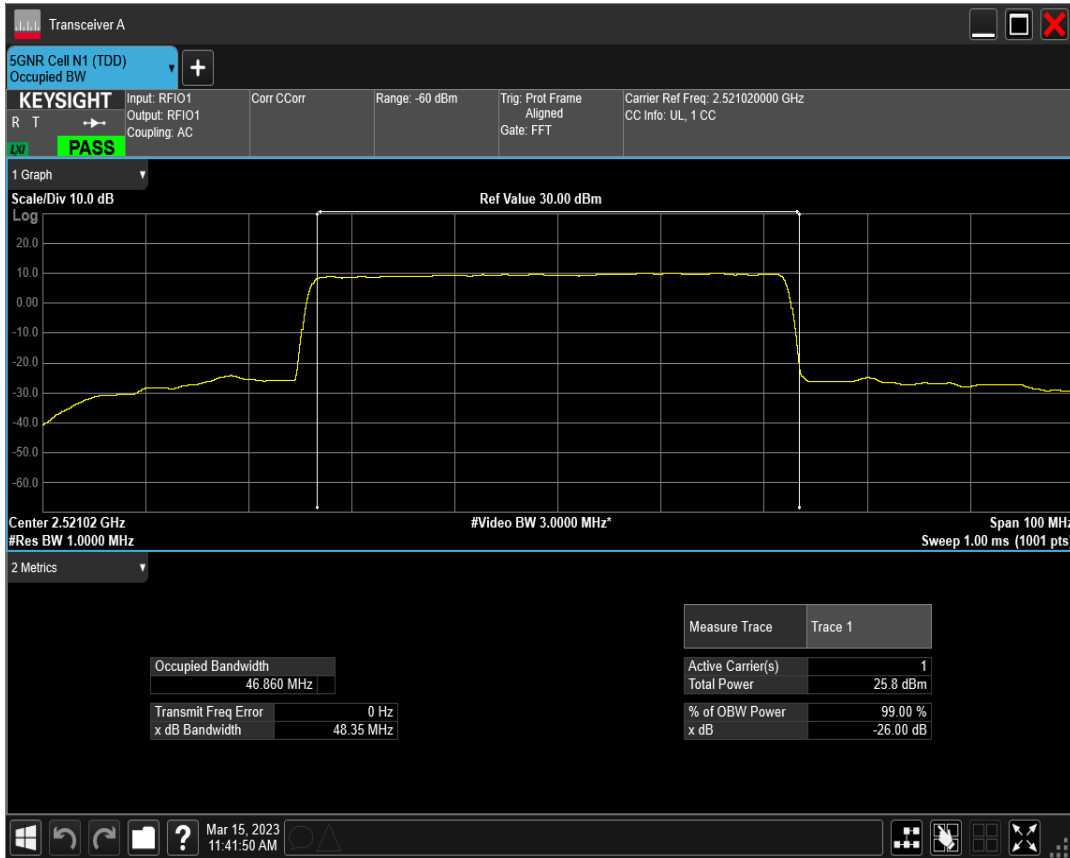 Transceiver A
5GNR Cell N1 (TDD)
Occupied BW
+
KEYSIGHT
R T
LXI
PASS
Input: RFIO1
Output: RFIO1
Coupling: AC
Corr CCorr
Range: -60 dBm
Trig: Prot Frame
Aligned
Gate: FFT
Carrier Ref Freq: 2.521020000 GHz
CC Info: UL, 1 CC
1 Graph
Scale/Div 10.0 dB
Ref Value 30.00 dBm
Log
20.0
10.0
0.00
-10.0
-20.0
-30.0
-40.0
-50.0
-60.0
Center 2.52102 GHz
#Video BW 3.0000 MHz*
Span 100 MHz
#Res BW 1.0000 MHz
Sweep 1.00 ms (1001 pts)
2 Metrics
Measure Trace Trace 1
Occupied Bandwidth
46.860 MHz
Transmit Freq Error 0 Hz
x dB Bandwidth 48.35 MHz
Active Carrier(s) 1
Total Power 25.8 dBm
% of OBW Power 99.00 %
x dB -26.00 dB
?
Mar 15, 2023
11:41:50 AM